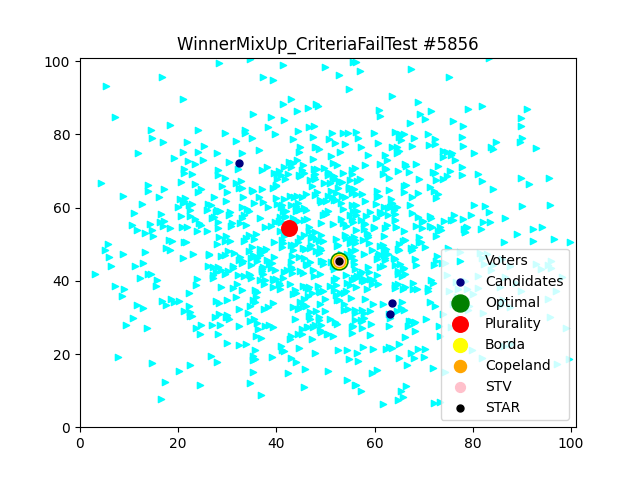 WinnerMixUp_CriteriaFailTest #5856
100
80
60
40
20
0
0
20
40
60
80
100
Voters
Candidates
Optimal
Plurality
Borda
Copeland
STV
STAR